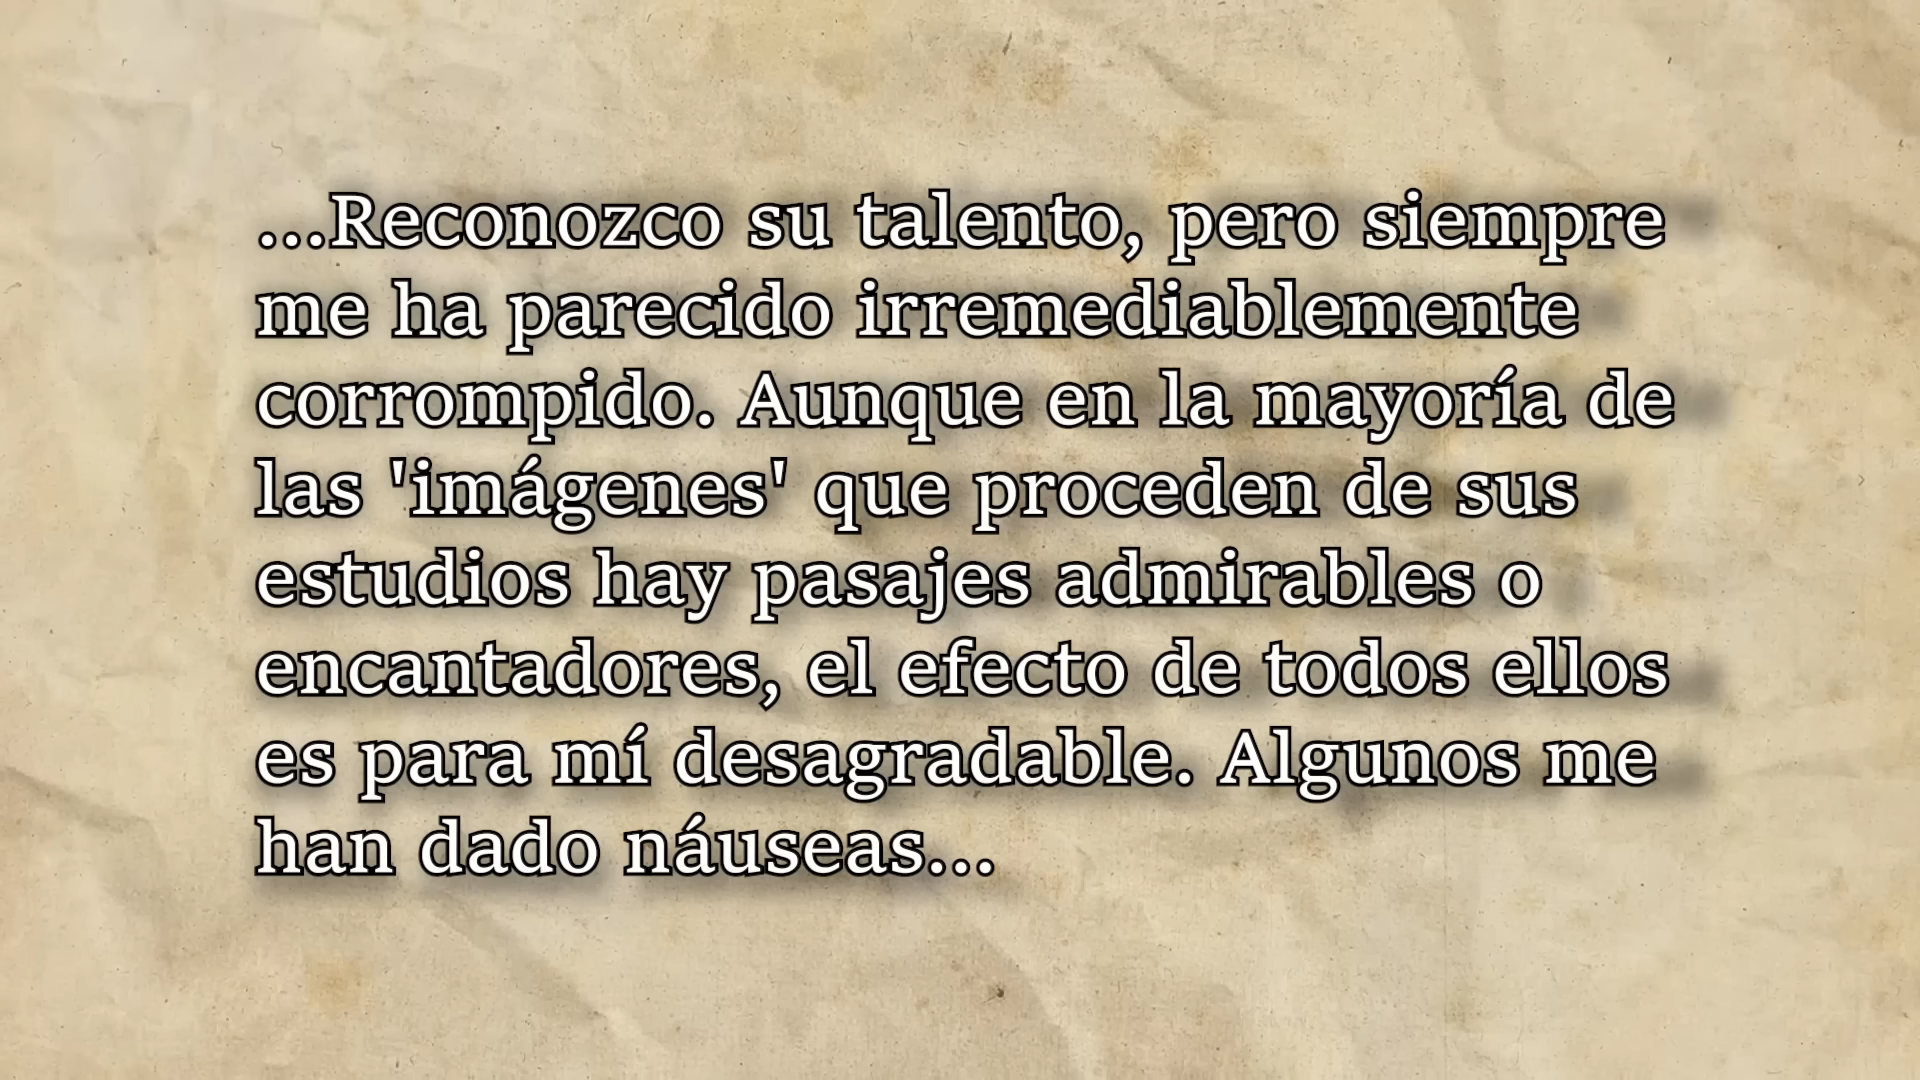 ...Reconozco su talento, pero siempre
me ha parecido irremediablemente
corrompido. Aunque en la mayoría de
las 'imágenes' que proceden de sus
estudios hay pasajes admirables o
encantadores, el efecto de todos ellos
es para mí desagradable. Algunos me
han dado náuseas...